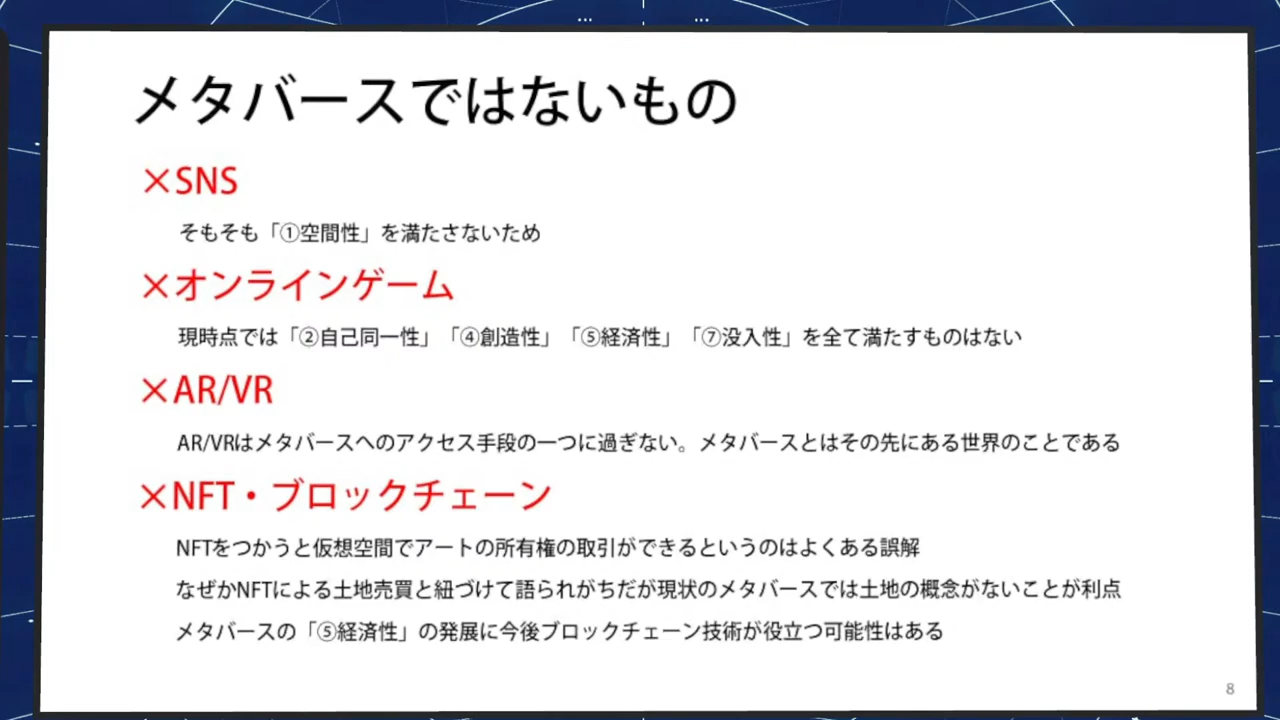 メタバースではないもの
×SNS
そもそも「①空間性」を満たさないため
×オンラインゲーム
現時点では「②自己同一性」「④創造性」「⑤経済性」「⑦没入性」を全て満たすものはない
×AR/VR
AR/VRはメタバースへのアクセス手段の一つに過ぎない。メタバースとはその先にある世界のことである
×NFT・ブロックチェーン
NFTをつかうと仮想空間でアートの所有権の取引ができるというのはよくある誤解
なぜかNFTによる土地売買と紐づけて語られがちだが現状のメタバースでは土地の概念がないことが利点
メタバースの「⑤経済性」の発展に今後ブロックチェーン技術が役立つ可能性はある
8